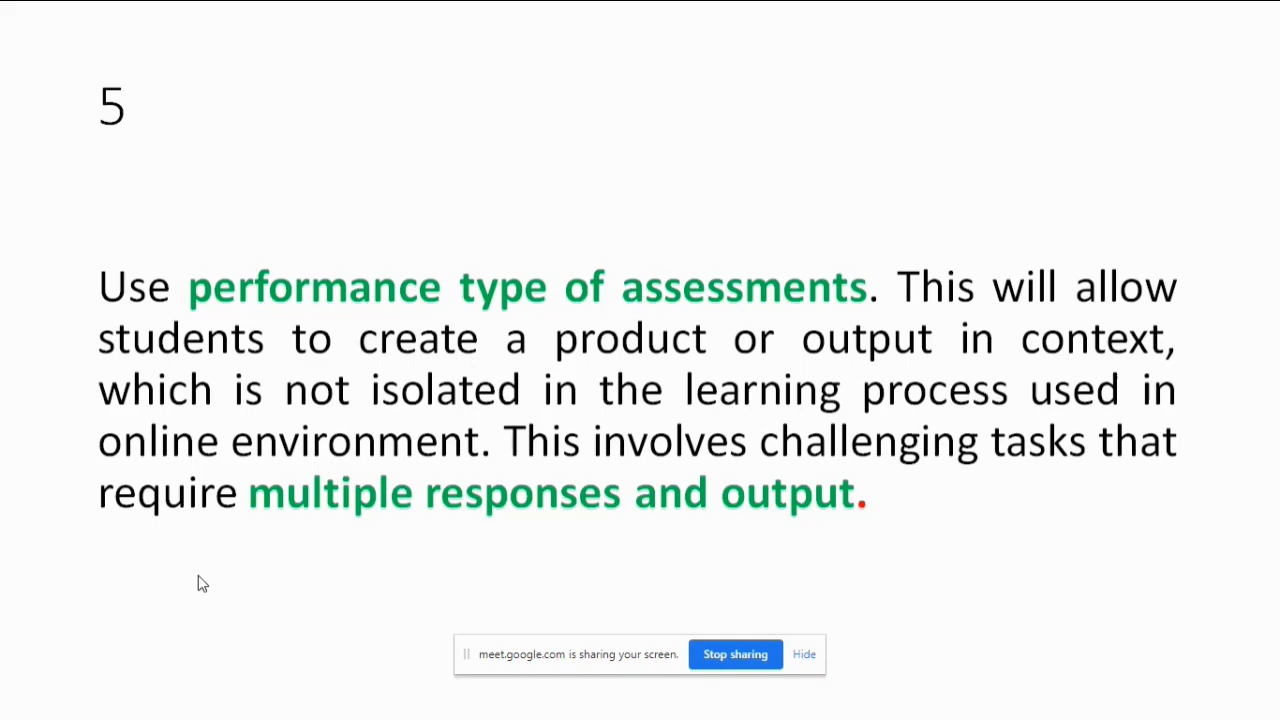 5
Use performance type of assessments. This will allow
students to create a product or output in context,
which is not isolated in the learning process used in
online environment. This involves challenging tasks that
require multiple responses and output.
meet.google.com is sharing your screen. Stop sharing Hide